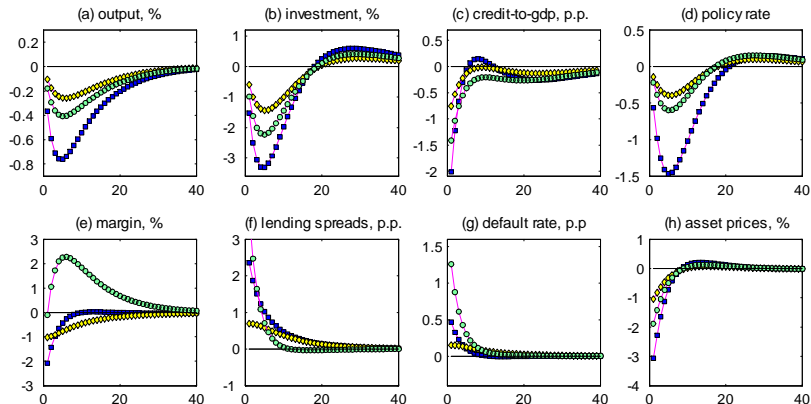 (a) output, %
(b) investment, %
(c) credit-to-gdp, p.p.
(d) policy rate
0.2
0
-0.2
-0.4
-0.6
-0.8
0 20 40
1
0
-1
-2
-3
0 20 40
0.5
0
-0.5
-1
-1.5
-2
0 20 40
0.5
0
-0.5
-1
-1.5
0 20 40
(e) margin, %
(f) lending spreads, p.p.
(g) default rate, p.p
(h) asset prices, %
3
2
1
0
-1
-2
-3
0 20 40
3
2
1
0
-1
0 20 40
1.5
1
0.5
0
0 20 40
1
0
-1
-2
-3
-4
0 20 40